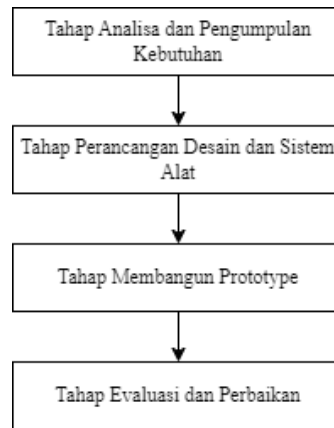 Tahap Analisa dan Pengumpulan
Kebutuhan
Tahap Perancangan Desain dan Sistem
Alat
Tahap Membangun Prototype
Tahap Evaluasi dan Perbaikan